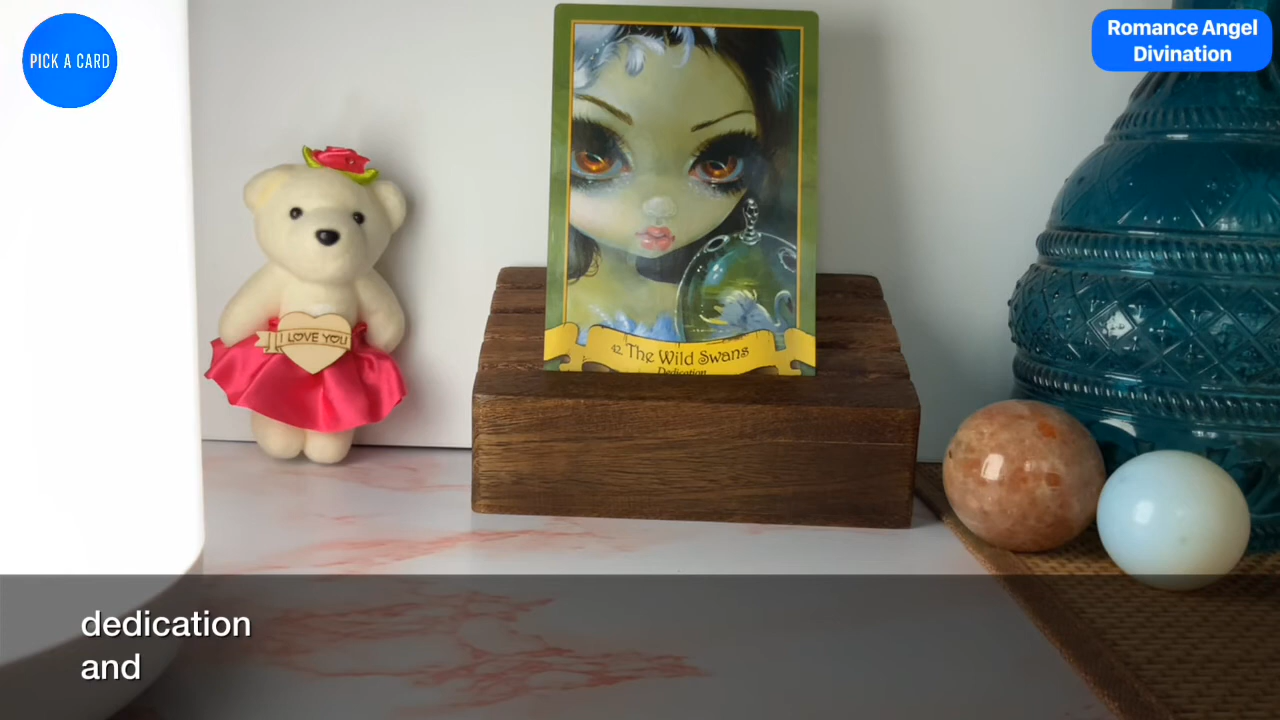 PICK A CARD
Romance Angel
Divination
I LOVE YOU
42 The Wild Swans
Dedication
dedication
and